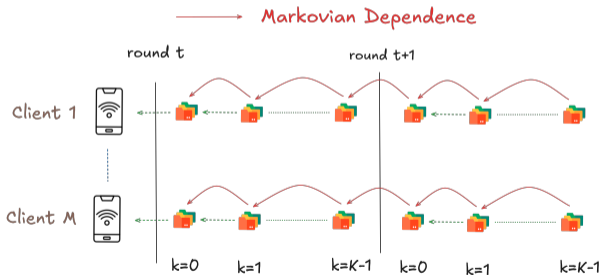 Markovian Dependence
round t
round t+1
Client 1
Client M
k=0
k=1
k=K-1
k=0
k=1
k=K-1